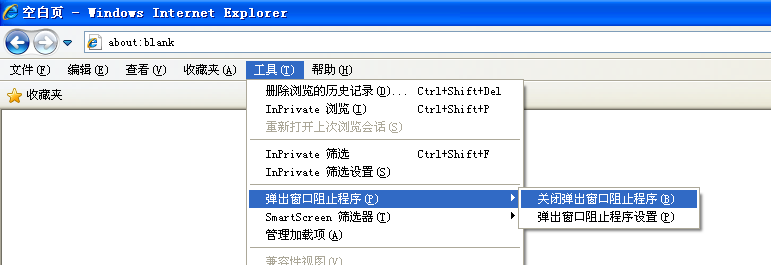 空白页 - Windows Internet Explorer
about:blank
文件(F) 编辑(E) 查看(V) 收藏夹(A) 工具(T) 帮助(H)
收藏夹
删除浏览的历史记录(D)... Ctrl+Shift+Del
InPrivate 浏览(I) Ctrl+Shift+P
重新打开上次浏览会话(S)
InPrivate 筛选 Ctrl+Shift+F
InPrivate 筛选设置(S)
弹出窗口阻止程序(P) 关闭弹出窗口阻止程序(B)
SmartScreen 筛选器(T) 弹出窗口阻止程序设置(P)
管理加载项(A)
兼容性视图(V)